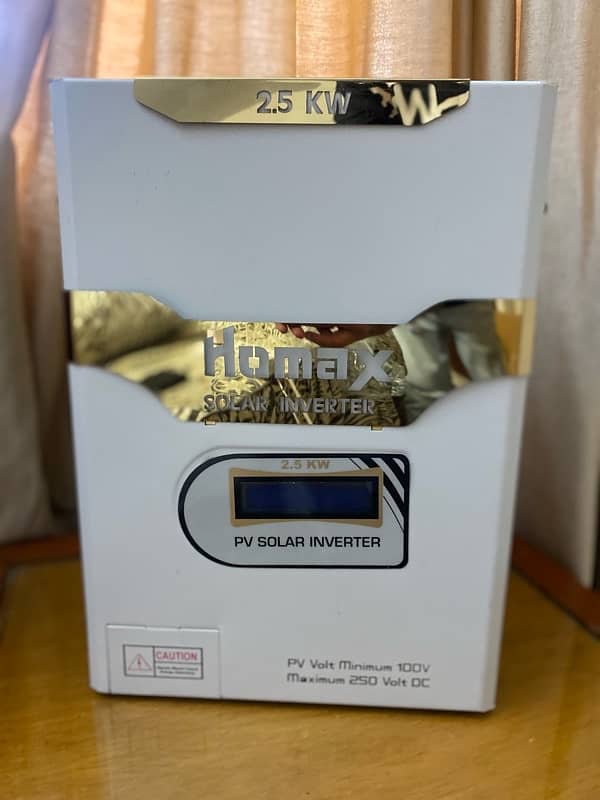 2.5 KW
Homax
SOLAR INVERTER
2.5 KW
PV SOLAR INVERTER
CAUTION
PV Volt Minimum 100V
Maximum 250 Volt DC